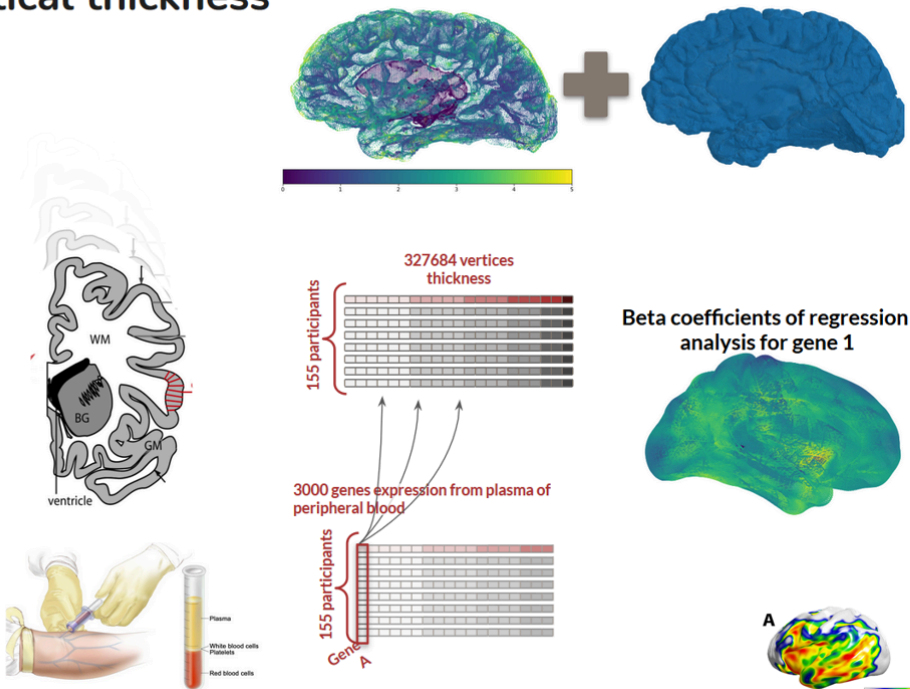 tical thickness
0 1 2 3 4 5
327684 vertices
thickness
155 participants
WM
BG
GM
ventricle
Beta coefficients of regression
analysis for gene 1
3000 genes expression from plasma of
peripheral blood
155 participants
Gene
A
Plasma
White blood cells
Platelets
Red blood cells
A